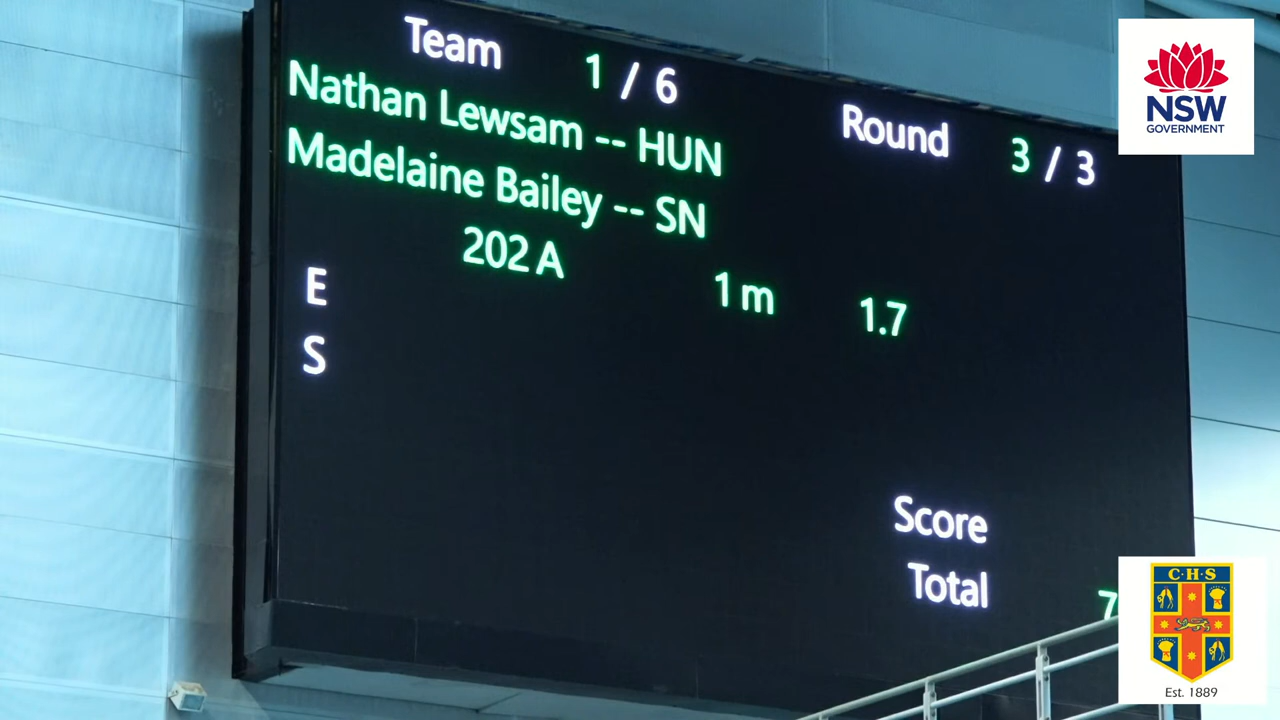 Team 1 / 6
Round 3 / 3
Nathan Lewsam -- HUN
Madelaine Bailey -- SN
202 A 1 m 1.7
E
S
Score
Total 7
NSW
GOVERNMENT
C·H·S
Est. 1889